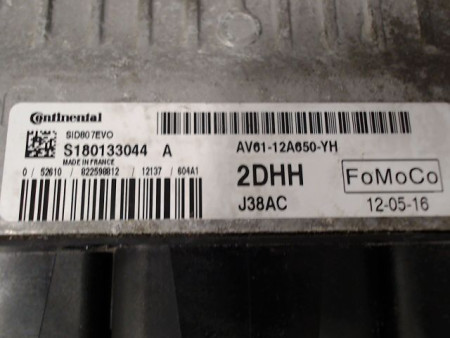 Continental
SID807EVO
S180133044 A
MADE IN FRANCE
0 / 52610 / 822598812 / 12137 / 604A1
AV61-12A650-YH
2DHH FoMoCo
J38AC 12-05-16